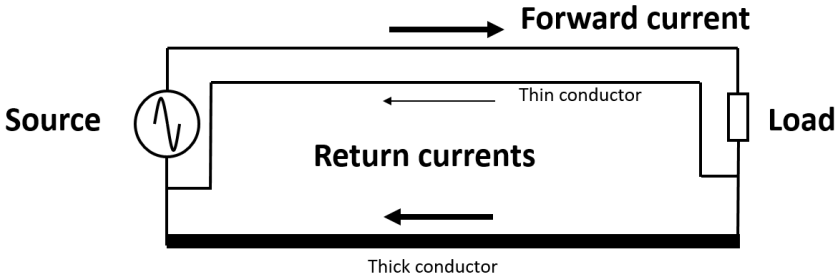 Forward current
Thin conductor
Source
Load
Return currents
Thick conductor